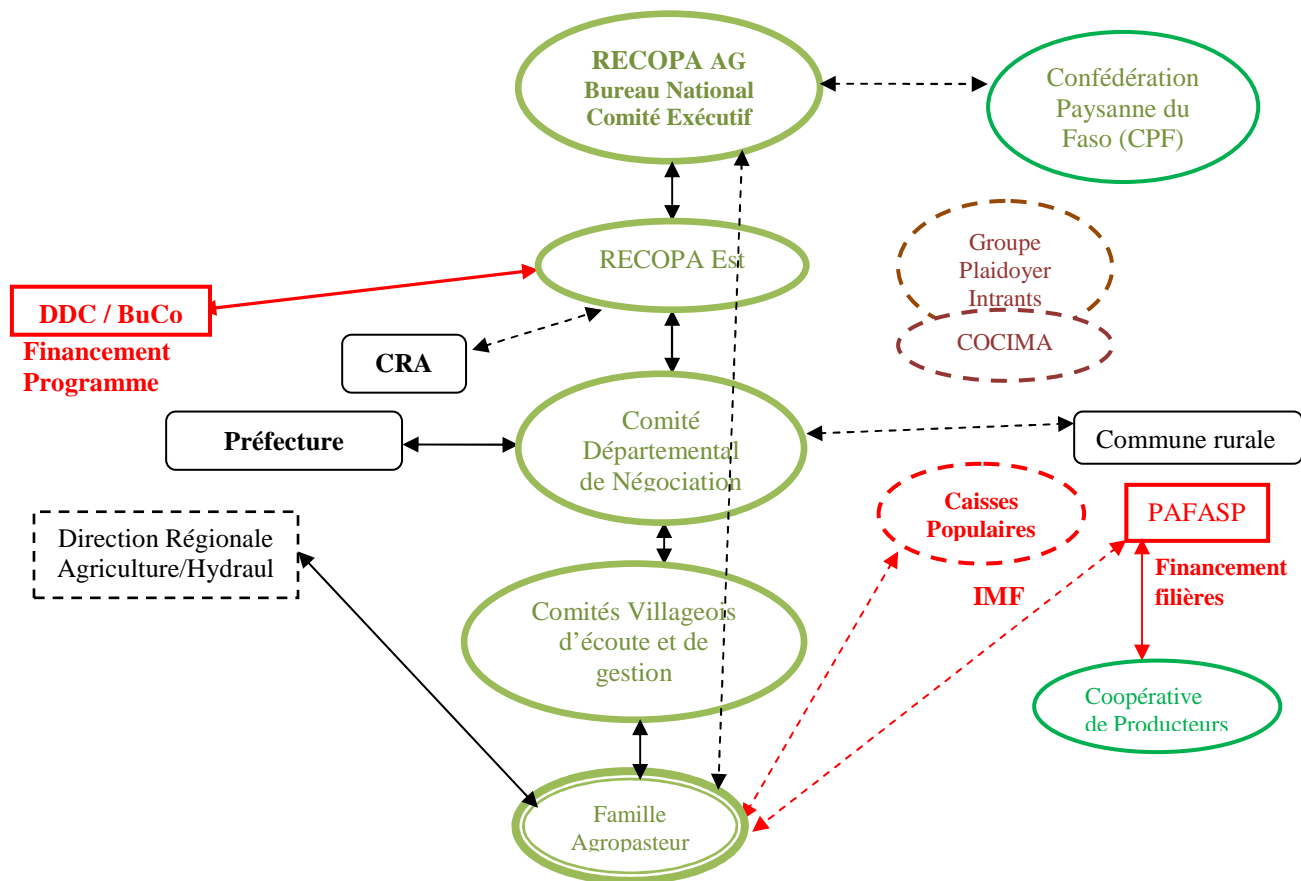 RECOPA AG
Bureau National
Comité Exécutif
Confédération
Paysanne du
Faso (CPF)
RECOPA Est
Groupe
Plaidoyer
Intrants
COCIMA
DDC / BuCo
Financement
Programme
CRA
Préfecture
Comité
Départemental
de Négociation
Commune rurale
Direction Régionale
Agriculture/Hydraul
Caisses
Populaires
IMF
PAFASP
Financement
filières
Comités Villageois
d'écoute et de
gestion
Coopérative
de Producteurs
Famille
Agropasteur